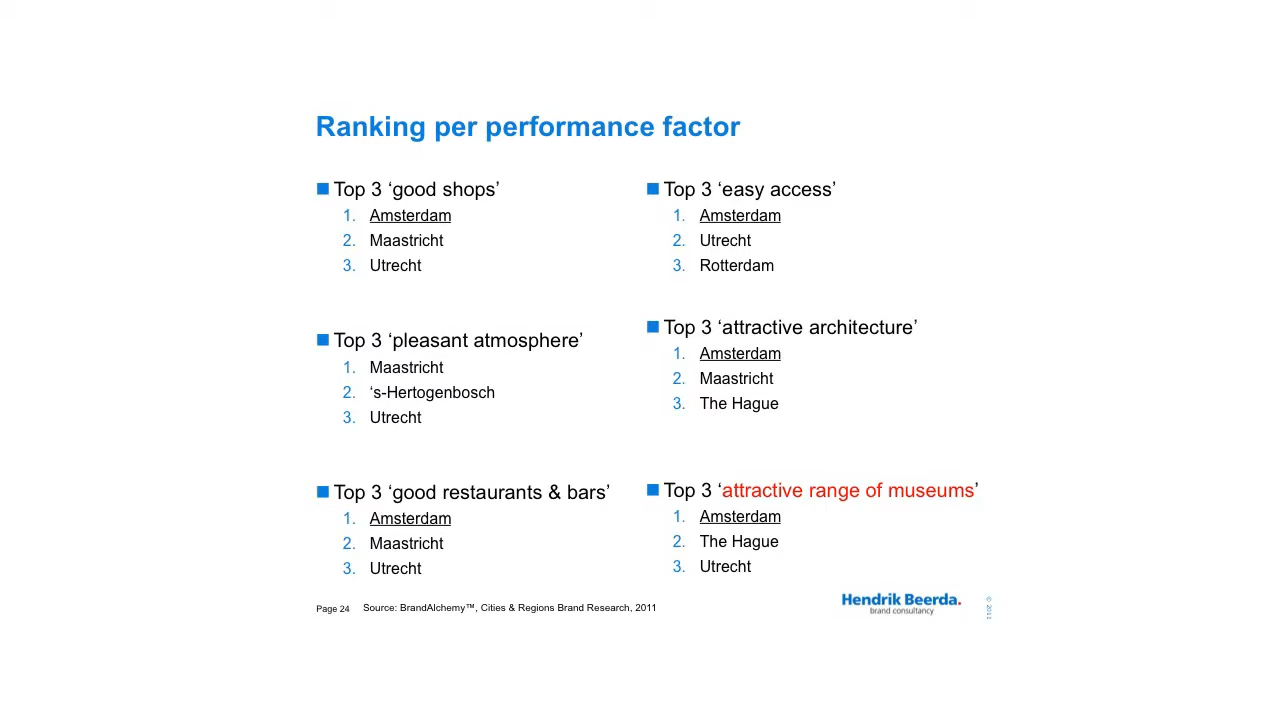 Ranking per performance factor
Top 3 ‘good shops’
1. Amsterdam
2. Maastricht
3. Utrecht
Top 3 ‘pleasant atmosphere’
1. Maastricht
2. ‘s-Hertogenbosch
3. Utrecht
Top 3 ‘good restaurants & bars’
1. Amsterdam
2. Maastricht
3. Utrecht
Top 3 ‘easy access’
1. Amsterdam
2. Utrecht
3. Rotterdam
Top 3 ‘attractive architecture’
1. Amsterdam
2. Maastricht
3. The Hague
Top 3 ‘attractive range of museums’
1. Amsterdam
2. The Hague
3. Utrecht
Page 24 Source: BrandAlchemy™, Cities & Regions Brand Research, 2011
Hendrik Beerda.
brand consultancy
© 2011